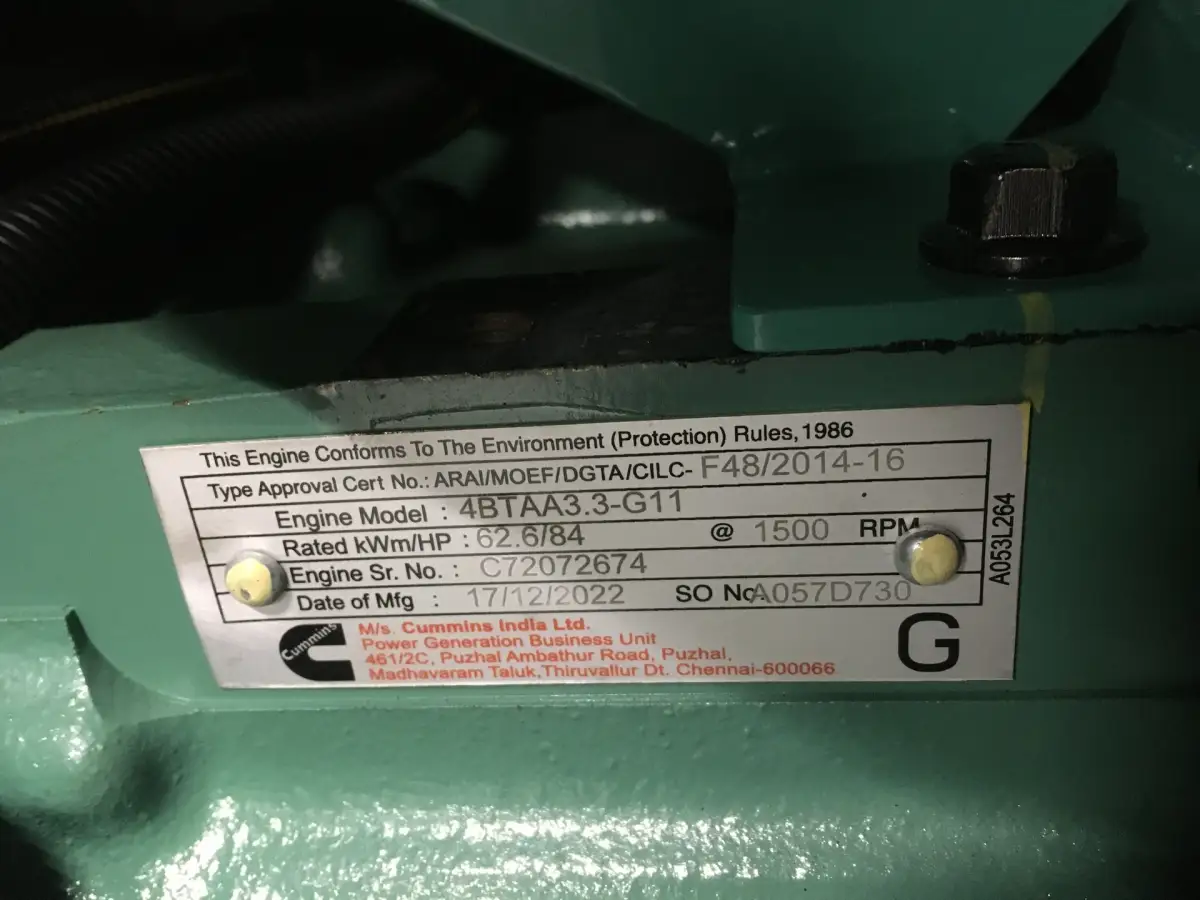 This Engine Conforms To The Environment (Protection) Rules, 1986
Type Approval Cert No.: ARAI/MOEF/DGTA/CILC- F48/2014-16
Engine Model : 4BTAA3.3-G11
Rated kWm/HP : 62.6/84 @ 1500 RPM
Engine Sr. No. : C72072674
Date of Mfg : 17/12/2022 SO No. A057D730
A053L264
Cummins
M/s. Cummins India Ltd.
Power Generation Business Unit
461/2C, Puzhal Ambathur Road, Puzhal,
Madhavaram Taluk,Thiruvallur Dt. Chennai-600066
G